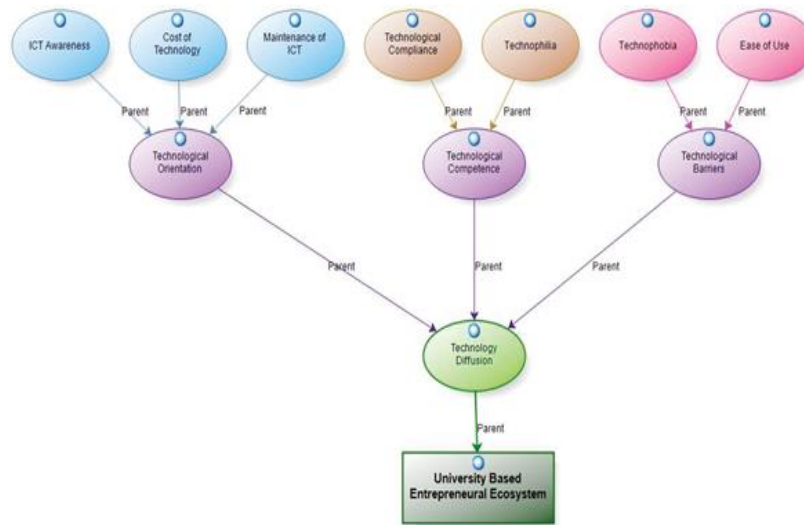 ICT Awareness
Cost of
Technology
Maintenance of
ICT
Technological
Compliance
Technophilia
Technophobia
Ease of Use
Parent
Parent
Parent
Parent
Parent
Parent
Parent
Technological
Orientation
Technological
Competence
Technological
Barriers
Parent
Parent
Parent
Technology
Diffusion
Parent
University Based
Entrepreneural Ecosystem